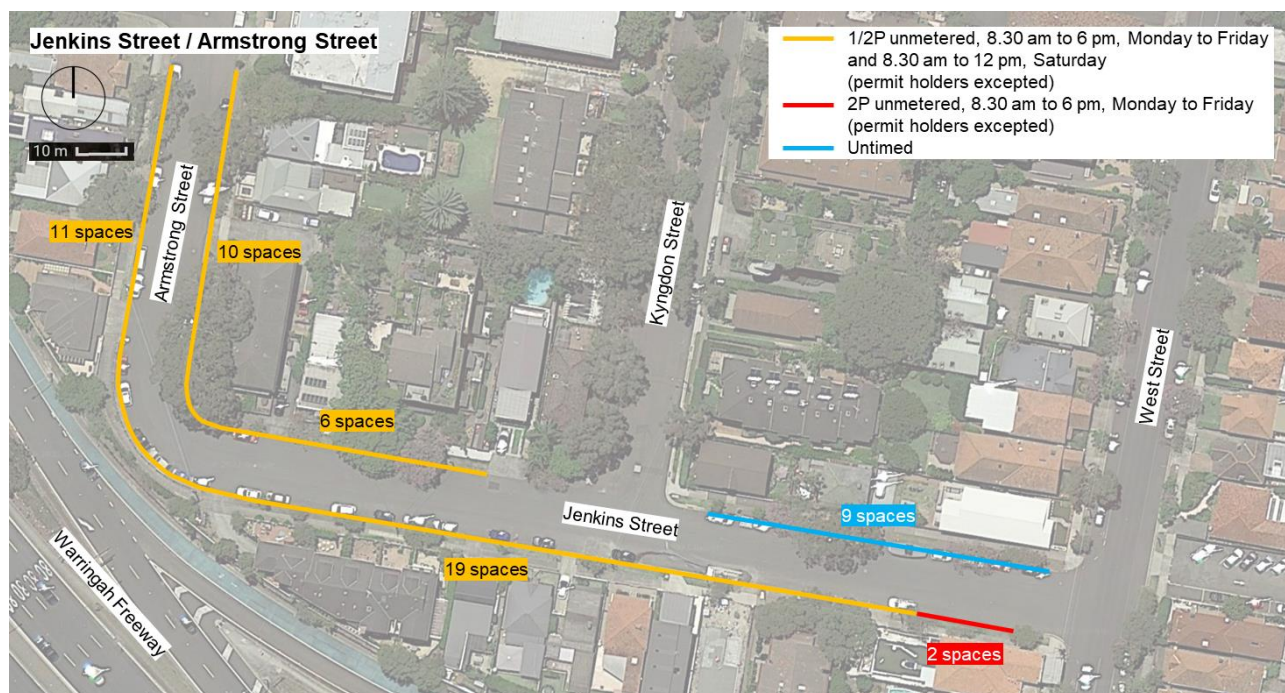 Jenkins Street / Armstrong Street
10 m
1/2P unmetered, 8.30 am to 6 pm, Monday to Friday
and 8.30 am to 12 pm, Saturday
(permit holders excepted)
2P unmetered, 8.30 am to 6 pm, Monday to Friday
(permit holders excepted)
Untimed
Armstrong Street
11 spaces
10 spaces
Kyngdon Street
West Street
6 spaces
Jenkins Street
9 spaces
19 spaces
Warringah Freeway
2 spaces